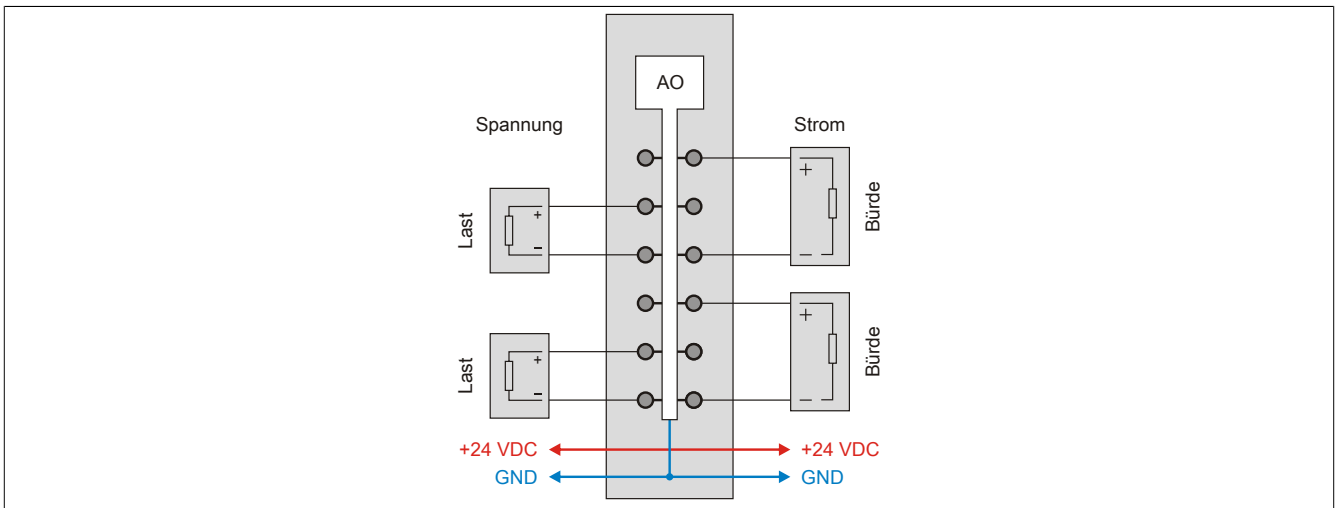 AO
Spannung
Strom
+
Last
+
−
−
Bürde
+
Last
+
−
−
Bürde
+24 VDC
+24 VDC
GND
GND